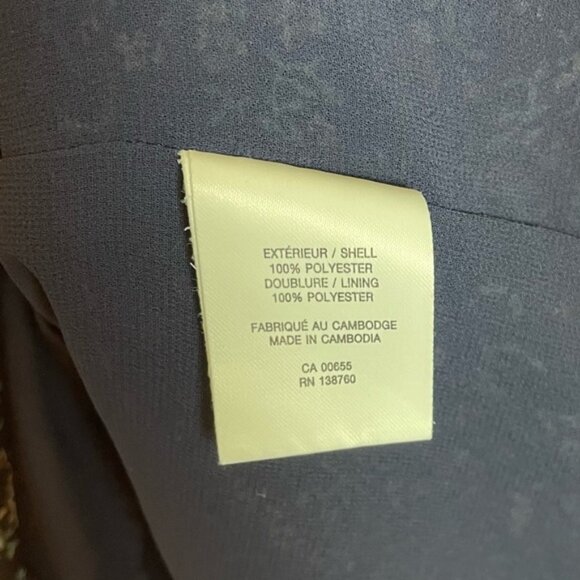 EXTÉRIEUR / SHELL
100% POLYESTER
DOUBLURE / LINING
100% POLYESTER
FABRIQUÉ AU CAMBODGE
MADE IN CAMBODIA
CA 00655
RN 138760